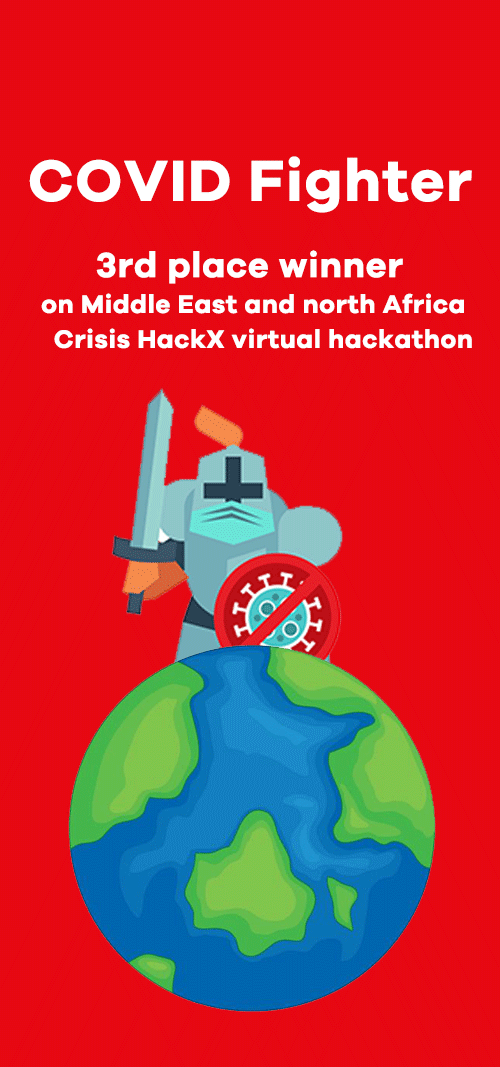 COVID Fighter
3rd place winner
on Middle East and north Africa
Crisis HackX virtual hackathon